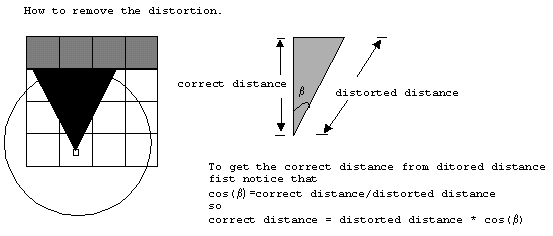 How to remove the distortion.
correct distance
β
distorted distance
To get the correct distance from ditored distance
fist notice that
cos(β)=correct distance/distorted distance
so
correct distance = distorted distance * cos(β)